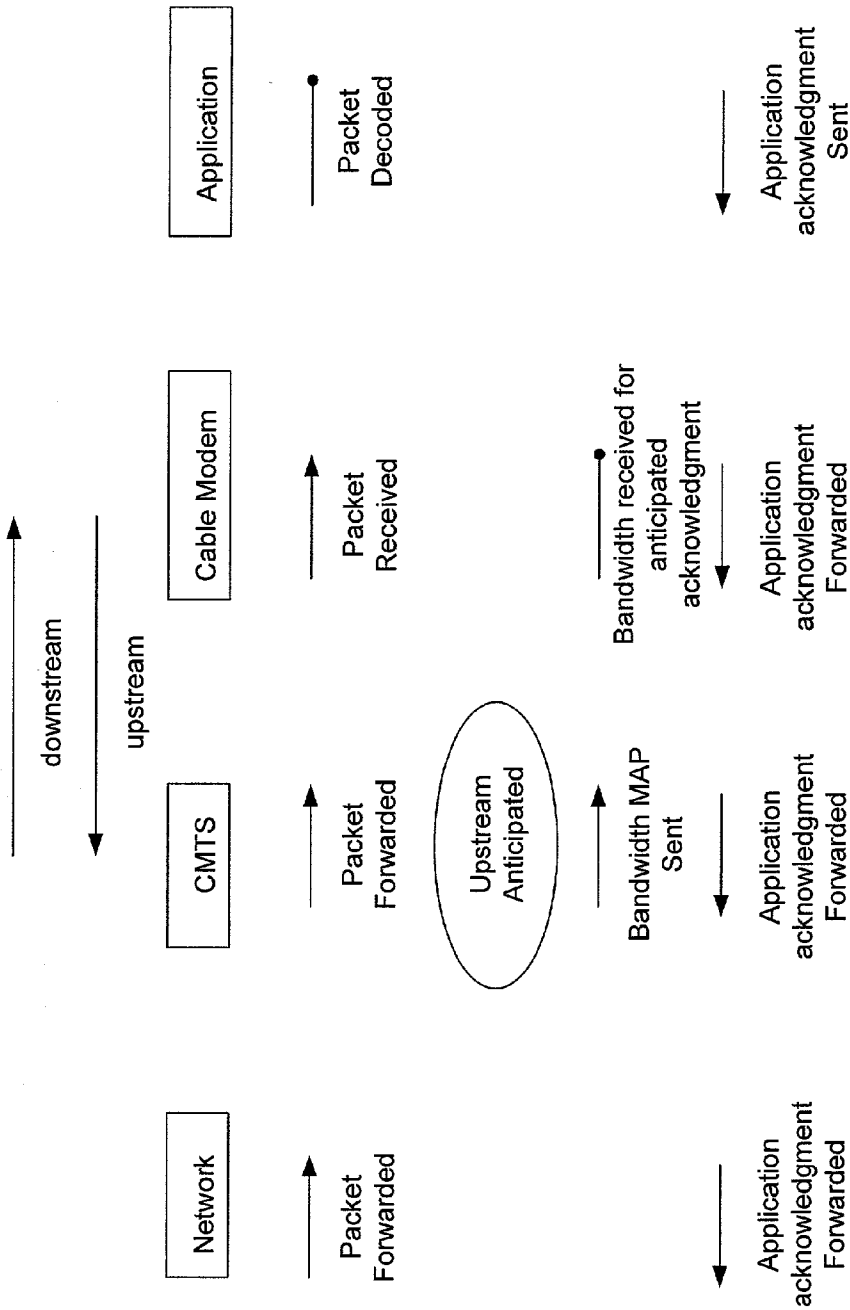 downstream
upstream
Network
CMTS
Cable Modem
Application
Packet
Forwarded
Packet
Forwarded
Packet
Received
Packet
Decoded
Upstream
Anticipated
Bandwidth MAP
Sent
Bandwidth received for
anticipated
acknowledgment
Application
acknowledgment
Forwarded
Application
acknowledgment
Forwarded
Application
acknowledgment
Forwarded
Application
acknowledgment
Sent